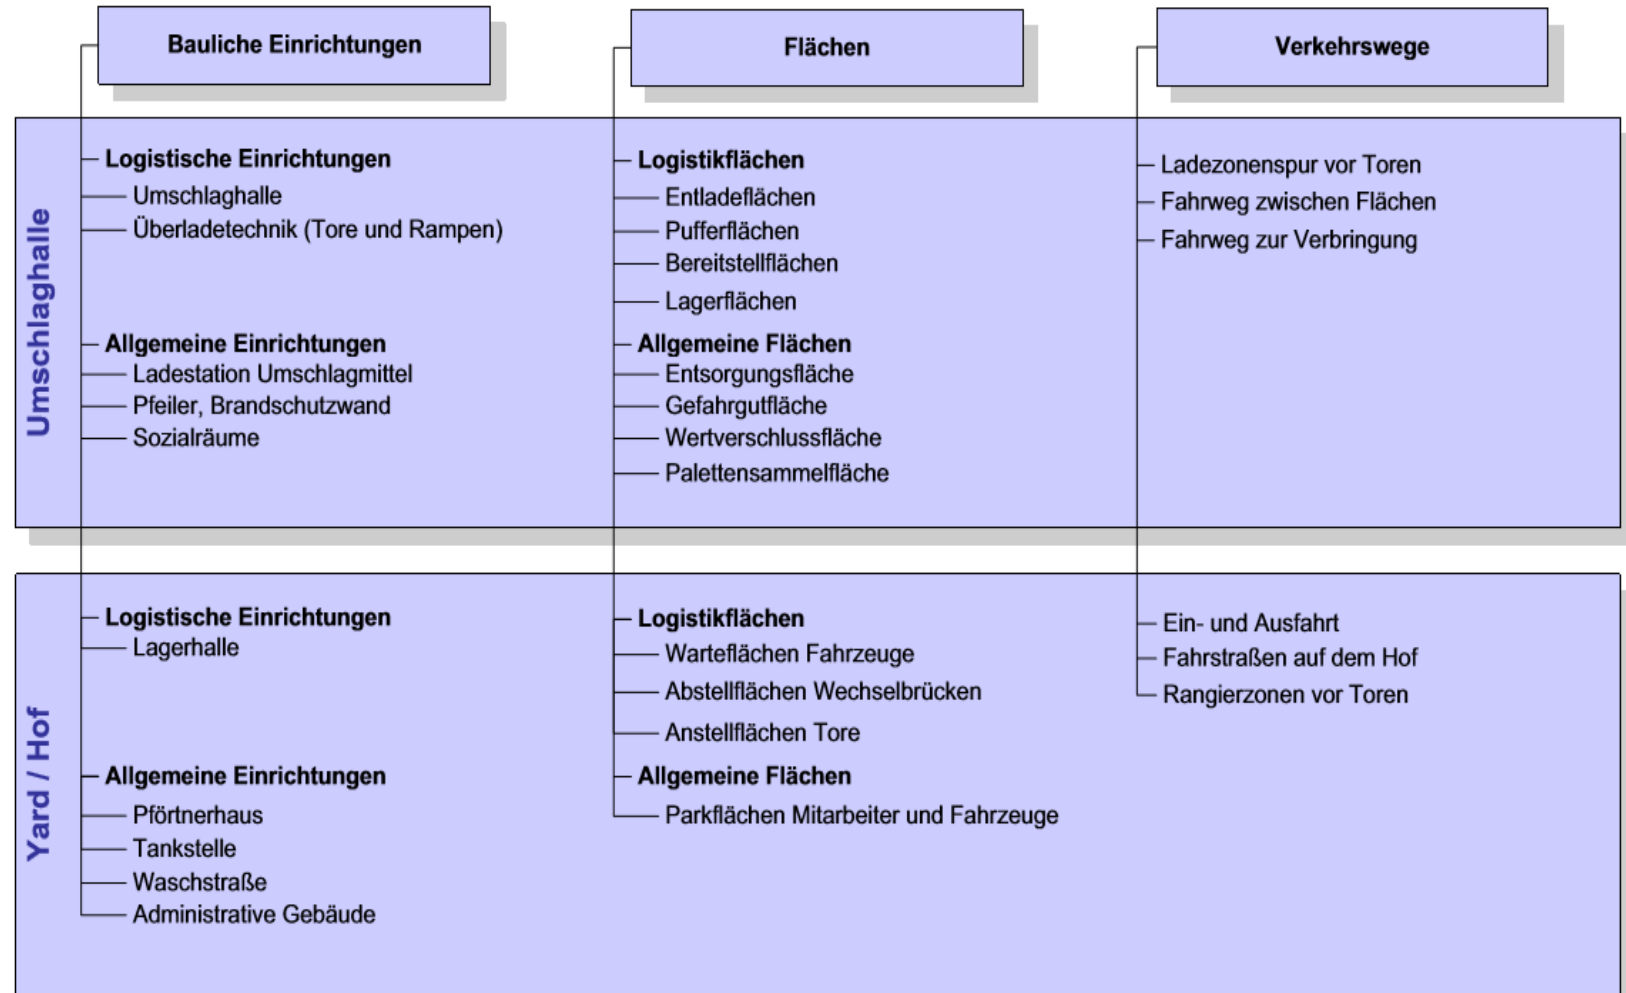 Bauliche Einrichtungen
Flächen
Verkehrswege
Umschlaghalle
Logistische Einrichtungen
Umschlaghalle
Überladetechnik (Tore und Rampen)
Allgemeine Einrichtungen
Ladestation Umschlagmittel
Pfeiler, Brandschutzwand
Sozialräume
Logistikflächen
Entladeflächen
Pufferflächen
Bereitstellflächen
Lagerflächen
Allgemeine Flächen
Entsorgungsfläche
Gefahrgutfläche
Wertverschlussfläche
Palettensammelfläche
Ladezonenspur vor Toren
Fahrweg zwischen Flächen
Fahrweg zur Verbringung
Yard / Hof
Logistische Einrichtungen
Lagerhalle
Allgemeine Einrichtungen
Pförtnerhaus
Tankstelle
Waschstraße
Administrative Gebäude
Logistikflächen
Warteflächen Fahrzeuge
Abstellflächen Wechselbrücken
Anstellflächen Tore
Allgemeine Flächen
Parkflächen Mitarbeiter und Fahrzeuge
Ein- und Ausfahrt
Fahrstraßen auf dem Hof
Rangierzonen vor Toren